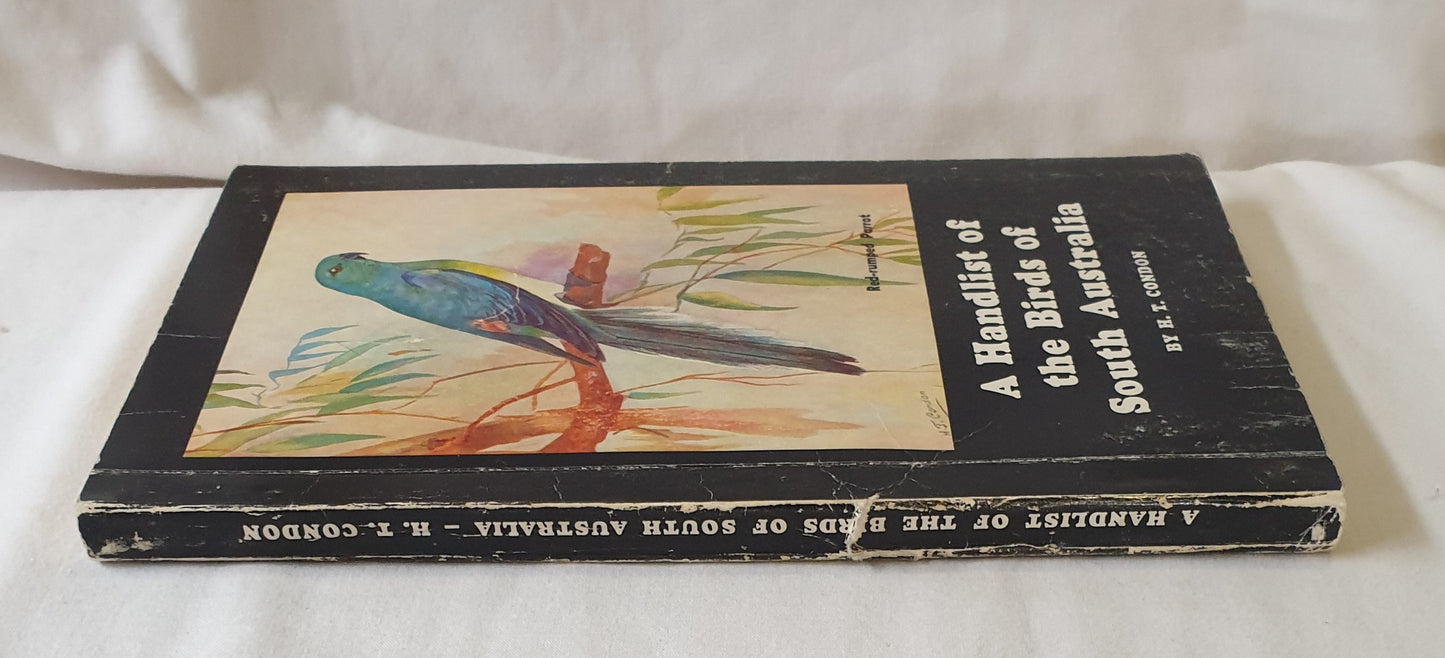 A Handlist of
the Birds of
South Australia
BY H. T. CONDON
Red-rumped Parrot
H.T. Condon
A HANDLIST OF THE BIRDS OF SOUTH AUSTRALIA – H. T. CONDON